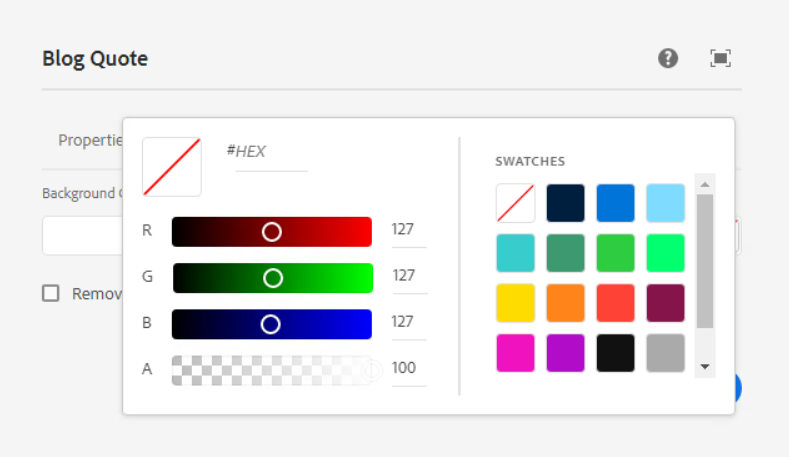 Blog Quote
Propertie
#HEX
SWATCHES
Background
R 127
G 127
B 127
Remov
A 100